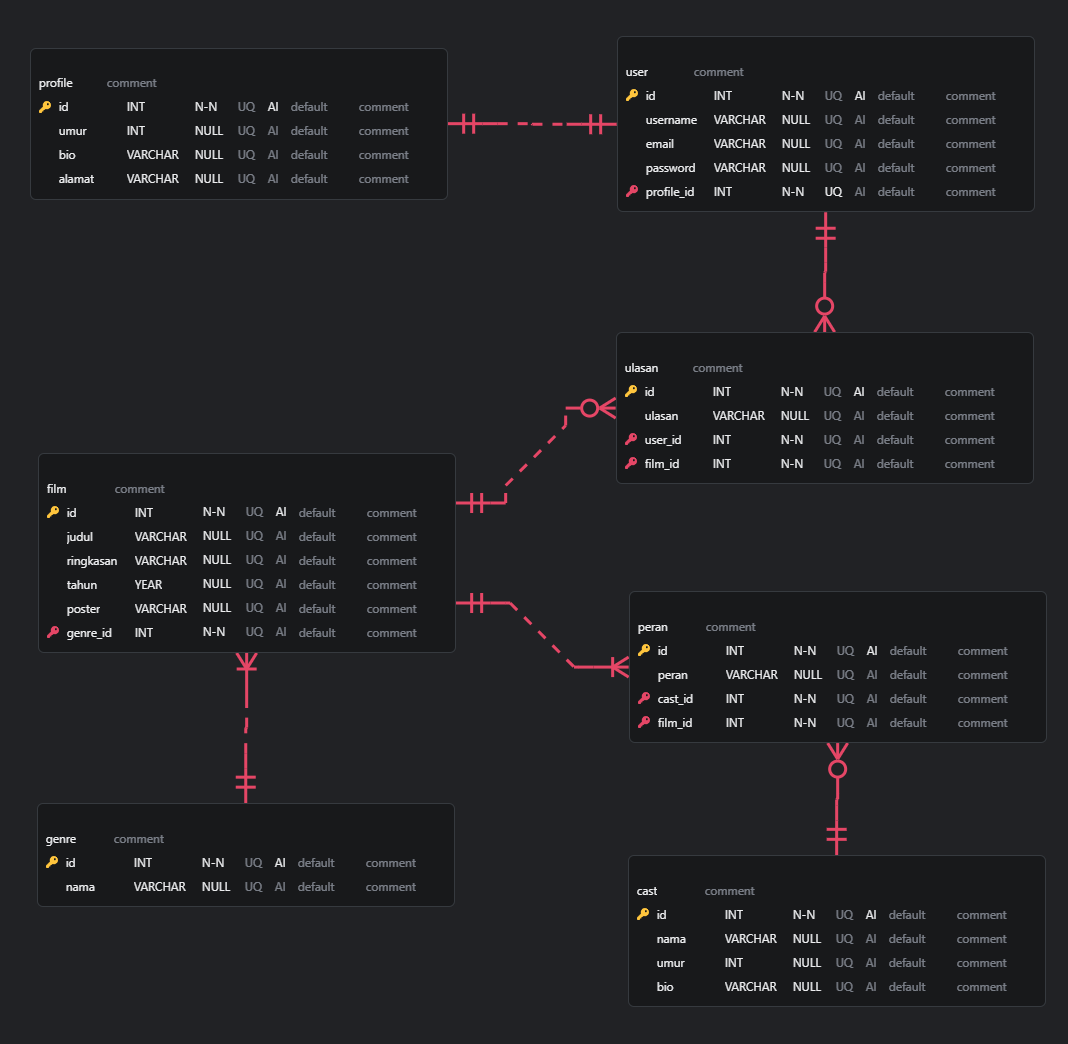 profile comment
id INT N-N UQ AI default comment
umur INT NULL UQ AI default comment
bio VARCHAR NULL UQ AI default comment
alamat VARCHAR NULL UQ AI default comment
user comment
id INT N-N UQ AI default comment
username VARCHAR NULL UQ AI default comment
email VARCHAR NULL UQ AI default comment
password VARCHAR NULL UQ AI default comment
profile_id INT N-N UQ AI default comment
ulasan comment
id INT N-N UQ AI default comment
ulasan VARCHAR NULL UQ AI default comment
user_id INT N-N UQ AI default comment
film_id INT N-N UQ AI default comment
film comment
id INT N-N UQ AI default comment
judul VARCHAR NULL UQ AI default comment
ringkasan VARCHAR NULL UQ AI default comment
tahun YEAR NULL UQ AI default comment
poster VARCHAR NULL UQ AI default comment
genre_id INT N-N UQ AI default comment
peran comment
id INT N-N UQ AI default comment
peran VARCHAR NULL UQ AI default comment
cast_id INT N-N UQ AI default comment
film_id INT N-N UQ AI default comment
genre comment
id INT N-N UQ AI default comment
nama VARCHAR NULL UQ AI default comment
cast comment
id INT N-N UQ AI default comment
nama VARCHAR NULL UQ AI default comment
umur INT NULL UQ AI default comment
bio VARCHAR NULL UQ AI default comment